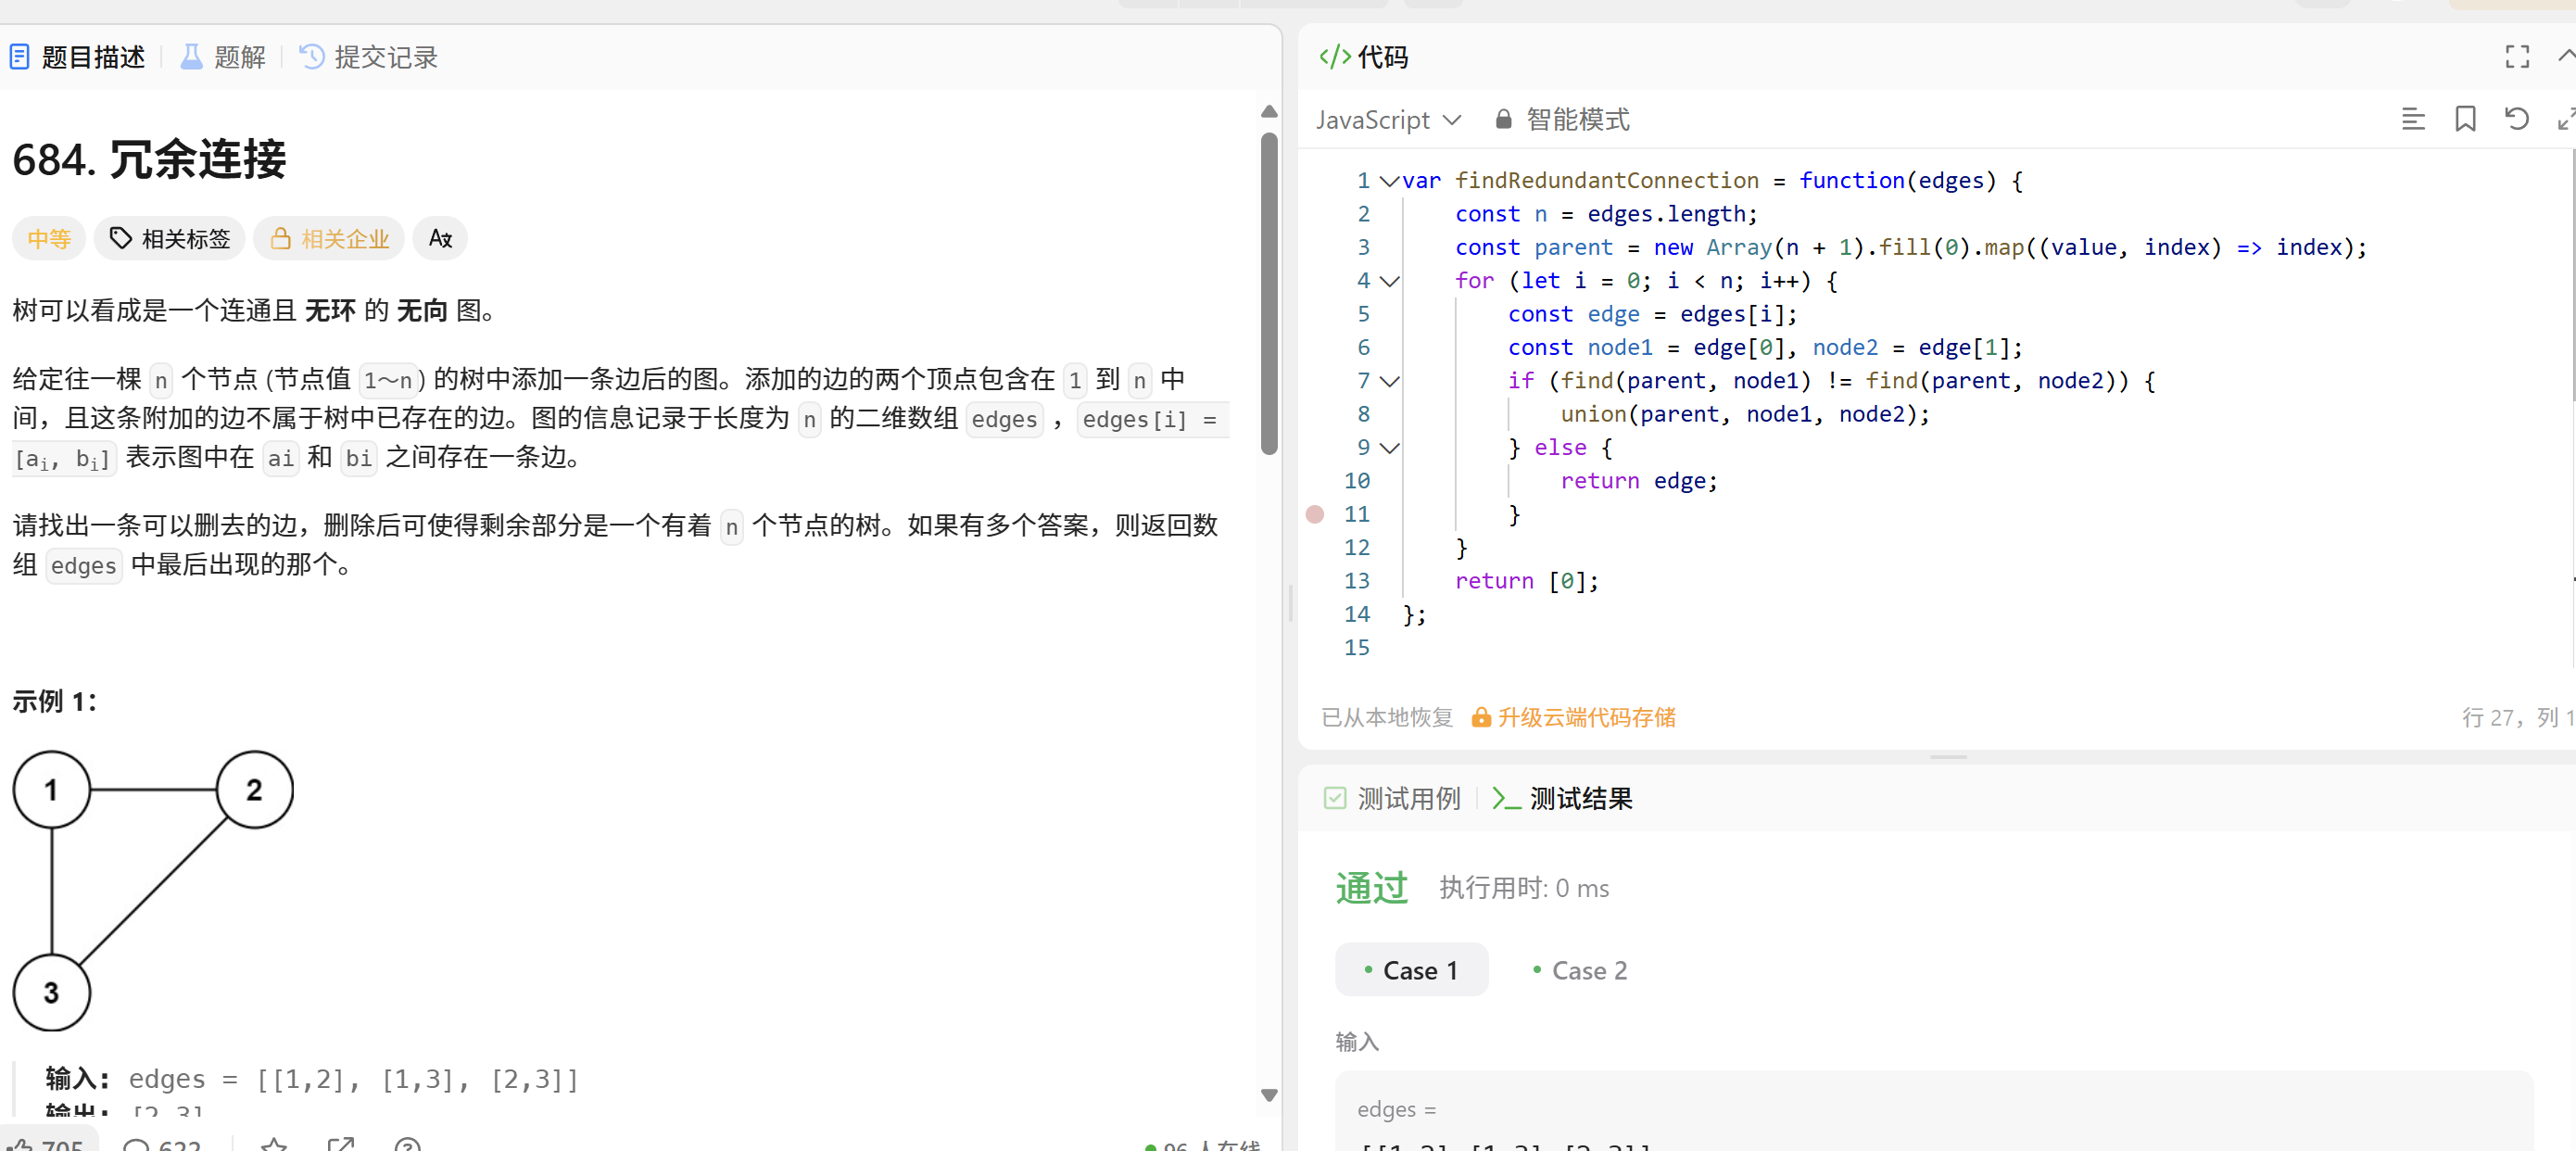 题目描述 题解 提交记录
684. 冗余连接
中等 相关标签 相关企业
树可以看成是一个连通且 无环 的 无向 图。
给定往一棵 n 个节点 (节点值 1～n) 的树中添加一条边后的图。添加的边的两个顶点包含在 1 到 n 中
间，且这条附加的边不属于树中已存在的边。图的信息记录于长度为 n 的二维数组 edges ，edges[i] =
[ai, bi] 表示图中在 ai 和 bi 之间存在一条边。
请找出一条可以删去的边，删除后可使得剩余部分是一个有着 n 个节点的树。如果有多个答案，则返回数
组 edges 中最后出现的那个。
示例 1：
1
2
3
输入： edges = [[1,2], [1,3], [2,3]]
输出： [2,3]
705 622
96 人在线
代码
JavaScript 智能模式
1 var findRedundantConnection = function(edges) {
2 const n = edges.length;
3 const parent = new Array(n + 1).fill(0).map((value, index) => index);
4 for (let i = 0; i < n; i++) {
5 const edge = edges[i];
6 const node1 = edge[0], node2 = edge[1];
7 if (find(parent, node1) != find(parent, node2)) {
8 union(parent, node1, node2);
9 } else {
10 return edge;
11 }
12 }
13 return [0];
14 };
15
已从本地恢复 升级云端代码存储 行 27，列 1
测试用例 测试结果
通过 执行用时: 0 ms
Case 1 Case 2
输入
edges =
[[1,2],[1,3],[2,3]]